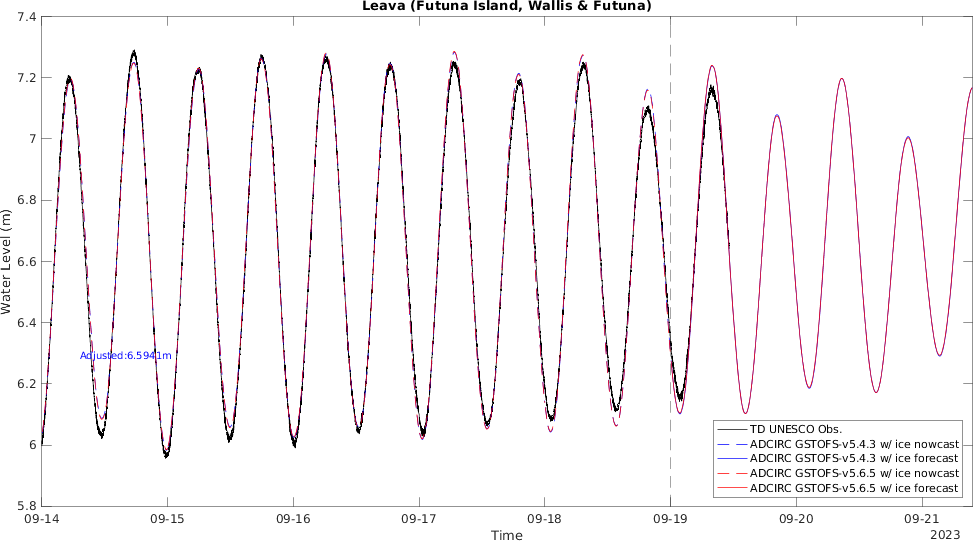 Leava (Futuna Island, Wallis & Futuna)
7.4
7.2
7
6.8
6.6
6.4
6.2
6
5.8
Water Level (m)
Adjusted:6.5941m
TD UNESCO Obs.
ADCIRC GSTOFS-v5.4.3 w/ ice nowcast
ADCIRC GSTOFS-v5.4.3 w/ ice forecast
ADCIRC GSTOFS-v5.6.5 w/ ice nowcast
ADCIRC GSTOFS-v5.6.5 w/ ice forecast
09-14 09-15 09-16 09-17 09-18 09-19 09-20 09-21
Time
2023